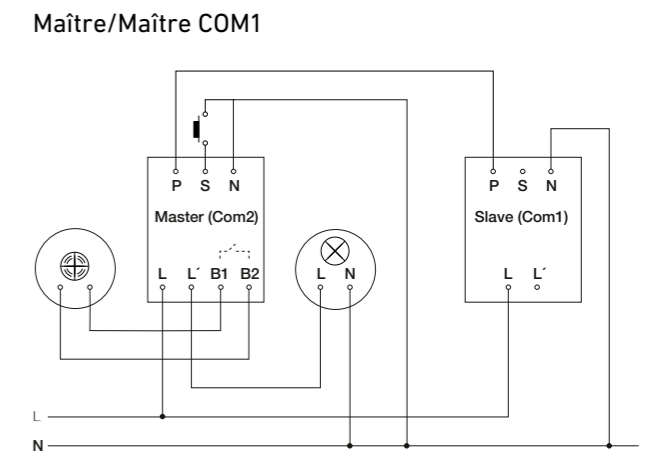 Maître/Maître COM1
P S N
P S N
Master (Com2)
Slave (Com1)
L L´ B1 B2
L N
L L´
L
N